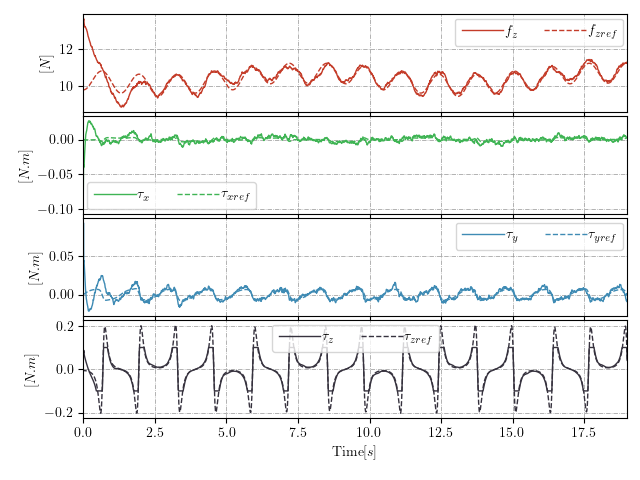 f_z f_zref
12
10
[N]
0.00
−0.05
−0.10
[N.m]
τ_x τ_xref
τ_y τ_yref
0.05
0.00
[N.m]
τ_z τ_zref
0.2
0.0
−0.2
[N.m]
0.0 2.5 5.0 7.5 10.0 12.5 15.0 17.5
Time[s]